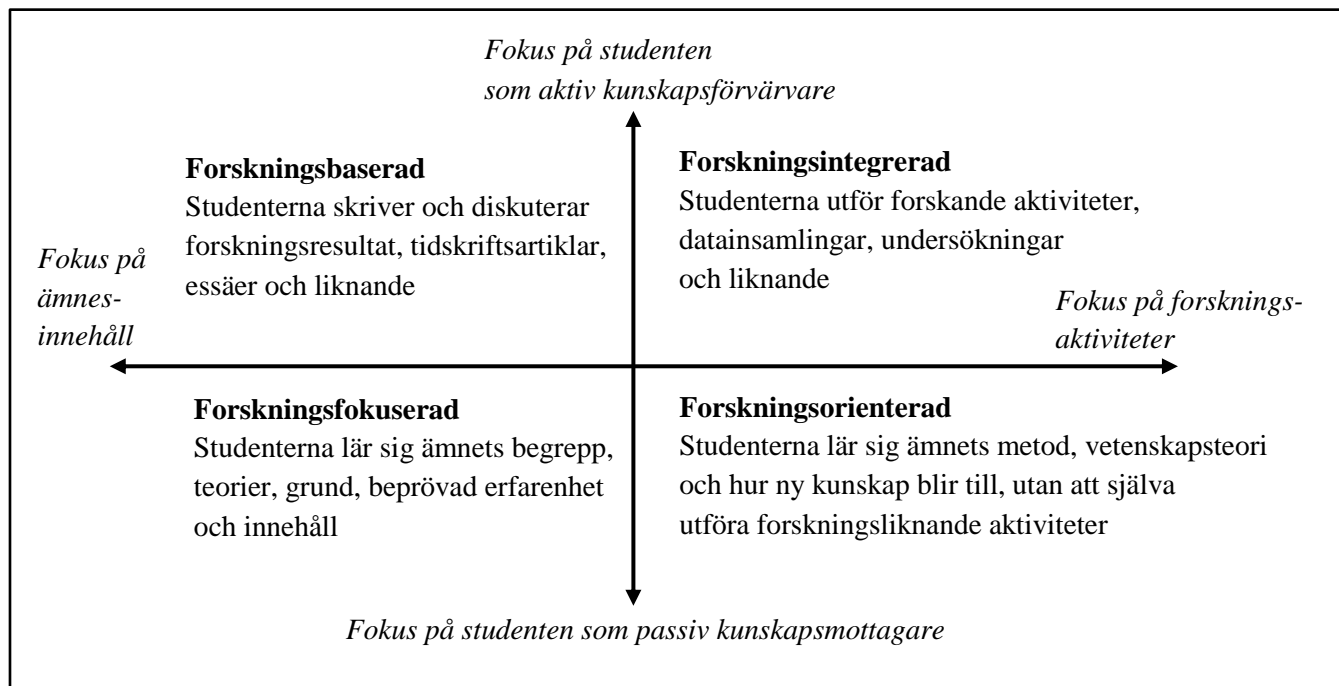 Fokus på studenten
som aktiv kunskapsförvärvare
Forskningsbaserad
Studenterna skriver och diskuterar
forskningsresultat, tidskriftsartiklar,
essäer och liknande
Forskningsintegrerad
Studenterna utför forskande aktiviteter,
datainsamlingar, undersökningar
och liknande
Fokus på
ämnes-
innehåll
Fokus på forsknings-
aktiviteter
Forskningsfokuserad
Studenterna lär sig ämnets begrepp,
teorier, grund, beprövad erfarenhet
och innehåll
Forskningsorienterad
Studenterna lär sig ämnets metod, vetenskapsteori
och hur ny kunskap blir till, utan att själva
utföra forskningsliknande aktiviteter
Fokus på studenten som passiv kunskapsmottagare